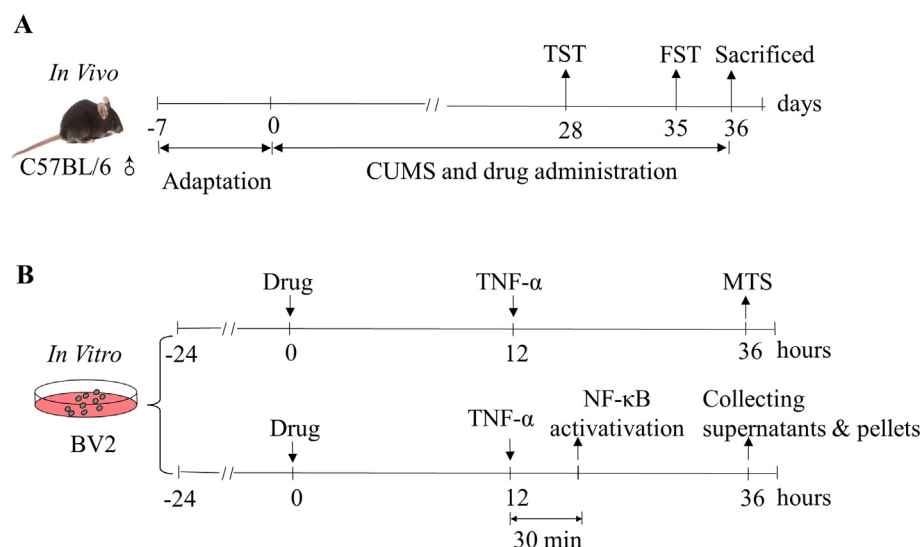 A
In Vivo
C57BL/6 ♂
TST FST Sacrificed
-7 0 // 28 35 36 days
Adaptation
CUMS and drug administration
B
In Vitro
BV2
Drug TNF-α MTS
-24 // 0 12 36 hours
Drug TNF-α NF-κB Collecting
activativation supernatants & pellets
-24 // 0 12 36 hours
30 min